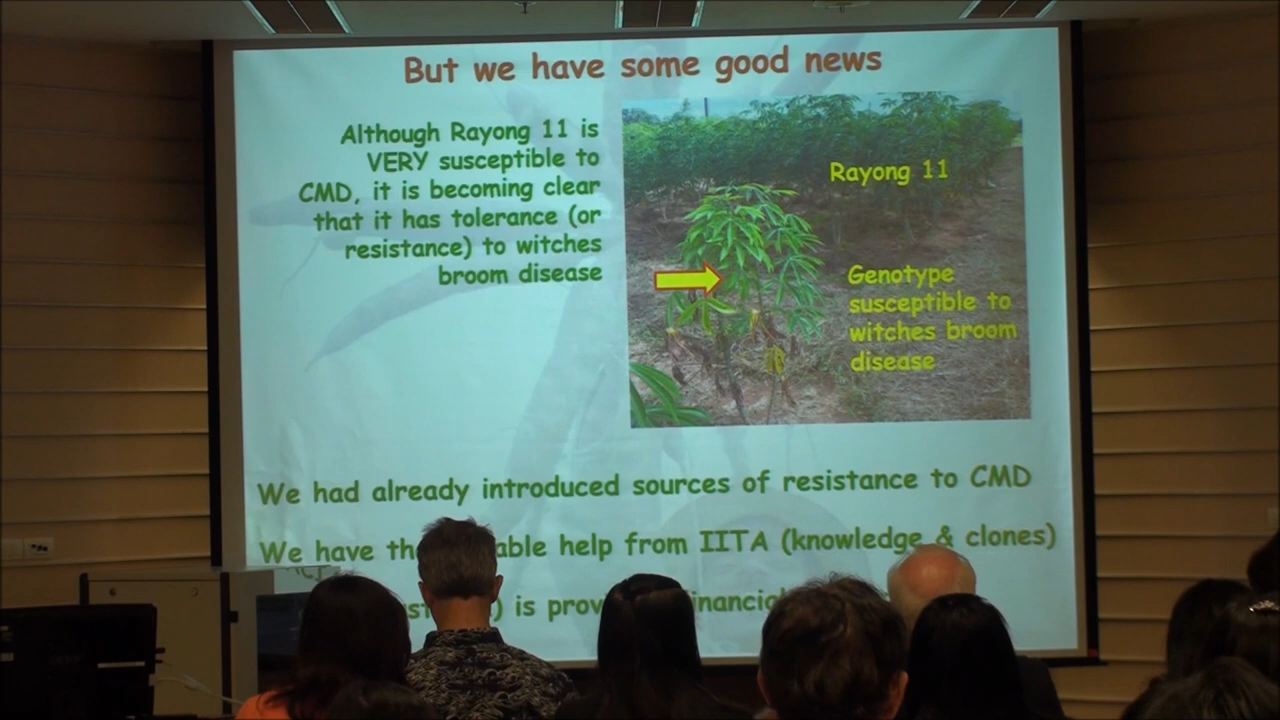 But we have some good news
Although Rayong 11 is
VERY susceptible to
CMD, it is becoming clear
that it has tolerance (or
resistance) to witches
broom disease
Rayong 11
Genotype
susceptible to
witches broom
disease
We had already introduced sources of resistance to CMD
We have able help from IITA (knowledge & clones)
) is